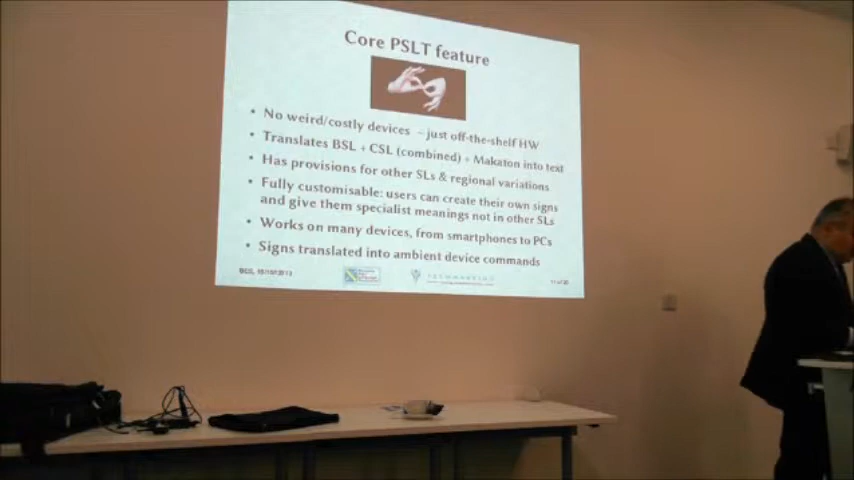 Core PSLT feature
• No weird/costly devices – just off-the-shelf HW
• Translates BSL + CSL (combined) + Makaton into text
• Has provisions for other SLs & regional variations
• Fully customisable: users can create their own signs
and give them specialist meanings not in other SLs
• Works on many devices, from smartphones to PCs
• Signs translated into ambient device commands